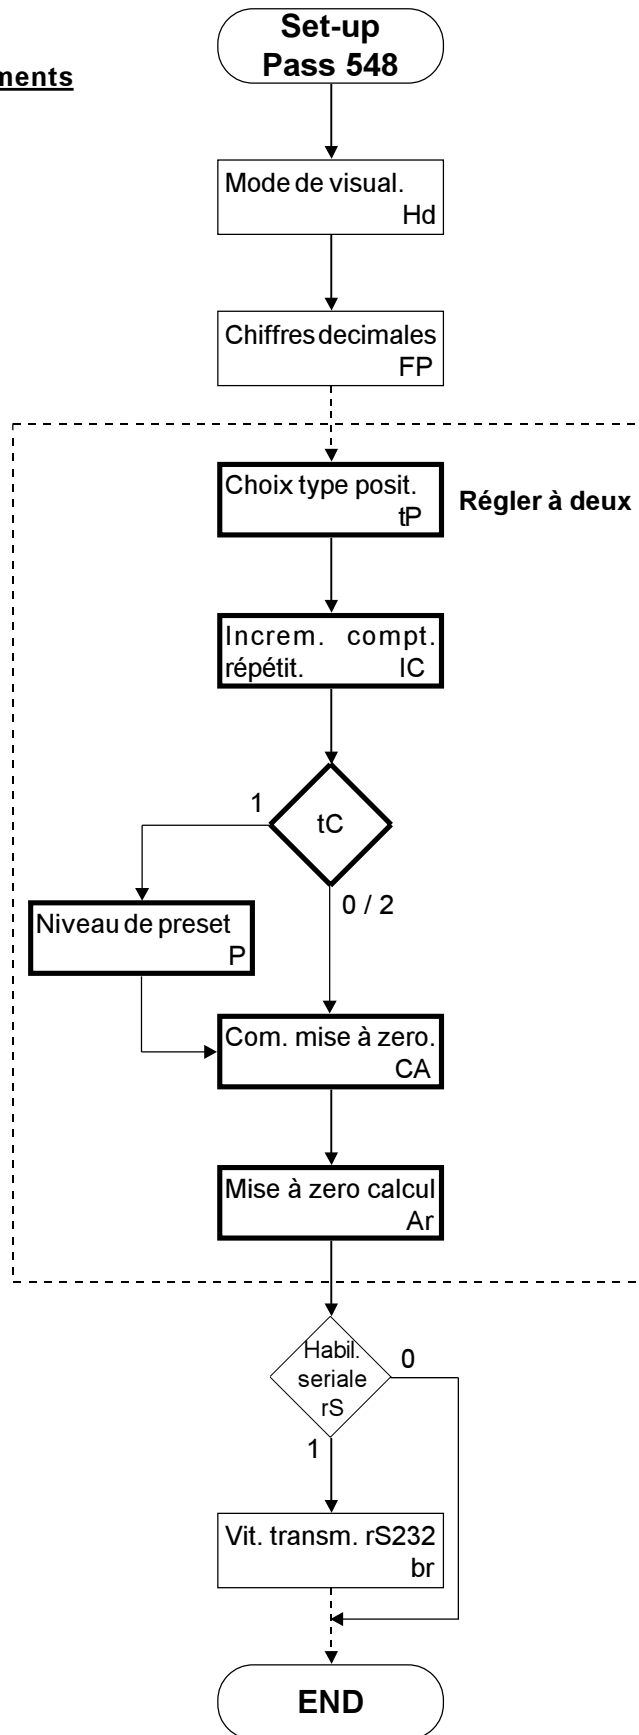 Set-up
Pass 548
ments
Mode de visual.
Hd
Chiffres decimales
FP
Choix type posit.
tP
Régler à deux
Increm. compt.
répétit. IC
tC
1
0 / 2
Niveau de preset
P
Com. mise à zero.
CA
Mise à zero calcul
Ar
Habil.
seriale
rS
0
1
Vit. transm. rS232
br
END